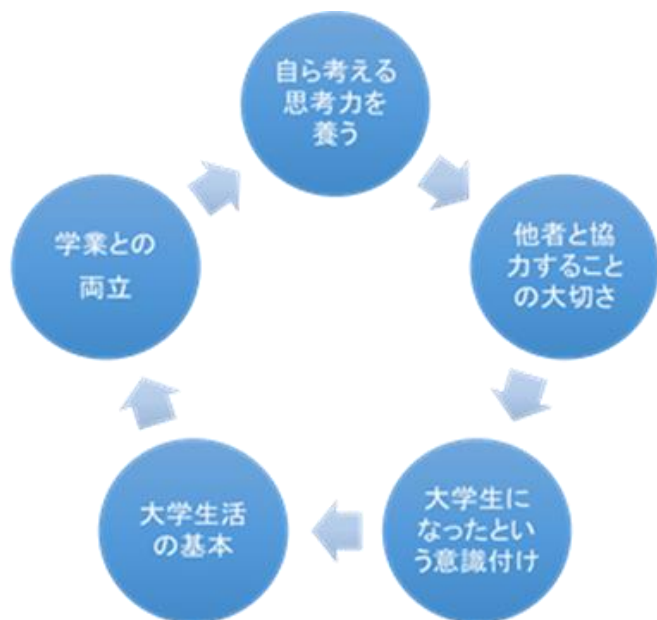 自ら考える
思考力を
養う
他者と協
力すること
の大切さ
大学生に
なったとい
う意識付け
大学生活
の基本
学業との
両立